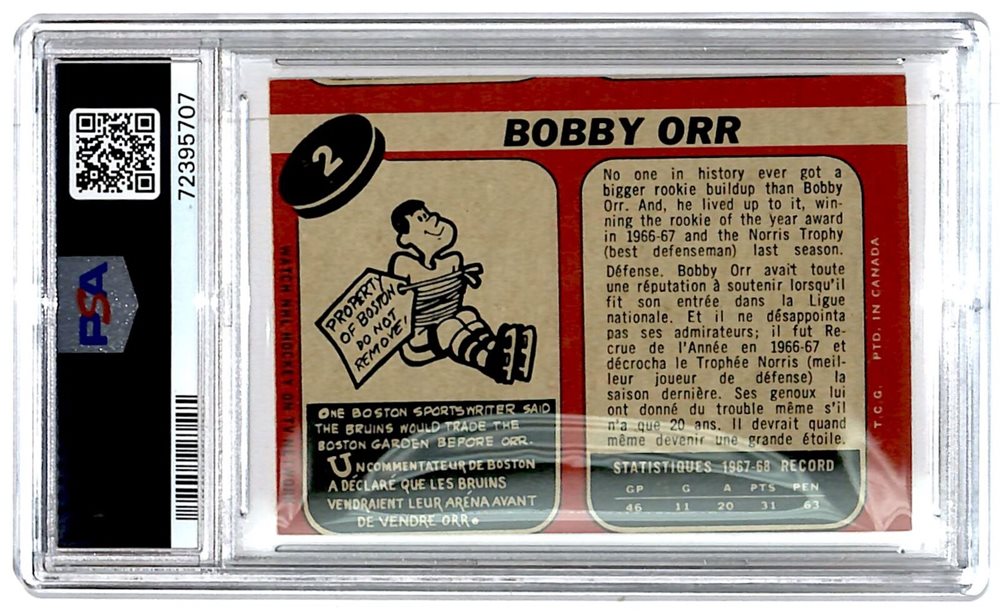 72395707
PSA
2
BOBBY ORR
PROPERTY
OF BOSTON
DO NOT
REMOVE!
ONE BOSTON SPORTSWRITER SAID
THE BRUINS WOULD TRADE THE
BOSTON GARDEN BEFORE ORR.
UN COMMENTATEUR DE BOSTON
A DÉCLARÉ QUE LES BRUINS
VENDRAIENT LEUR ARÉNA AVANT
DE VENDRE ORR.
No one in history ever got a
bigger rookie buildup than Bobby
Orr. And, he lived up to it, win-
ning the rookie of the year award
in 1966-67 and the Norris Trophy
(best defenseman) last season.
Défense. Bobby Orr avait toute
une réputation à soutenir lorsqu'il
fit son entrée dans la Ligue
nationale. Et il ne désappointa
pas ses admirateurs; il fut Re-
crue de l'Année en 1966-67 et
décrocha le Trophée Norris (meil-
leur joueur de défense) la
saison dernière. Ses genoux lui
ont donné du trouble même s'il
n'a que 20 ans. Il devrait quand
même devenir une grande étoile.
STATISTIQUES 1967-68 RECORD
GP G A PTS PEN
46 11 20 31 63
WATCH NHL HOCKEY ON TV
T.C.G. PTD. IN CANADA